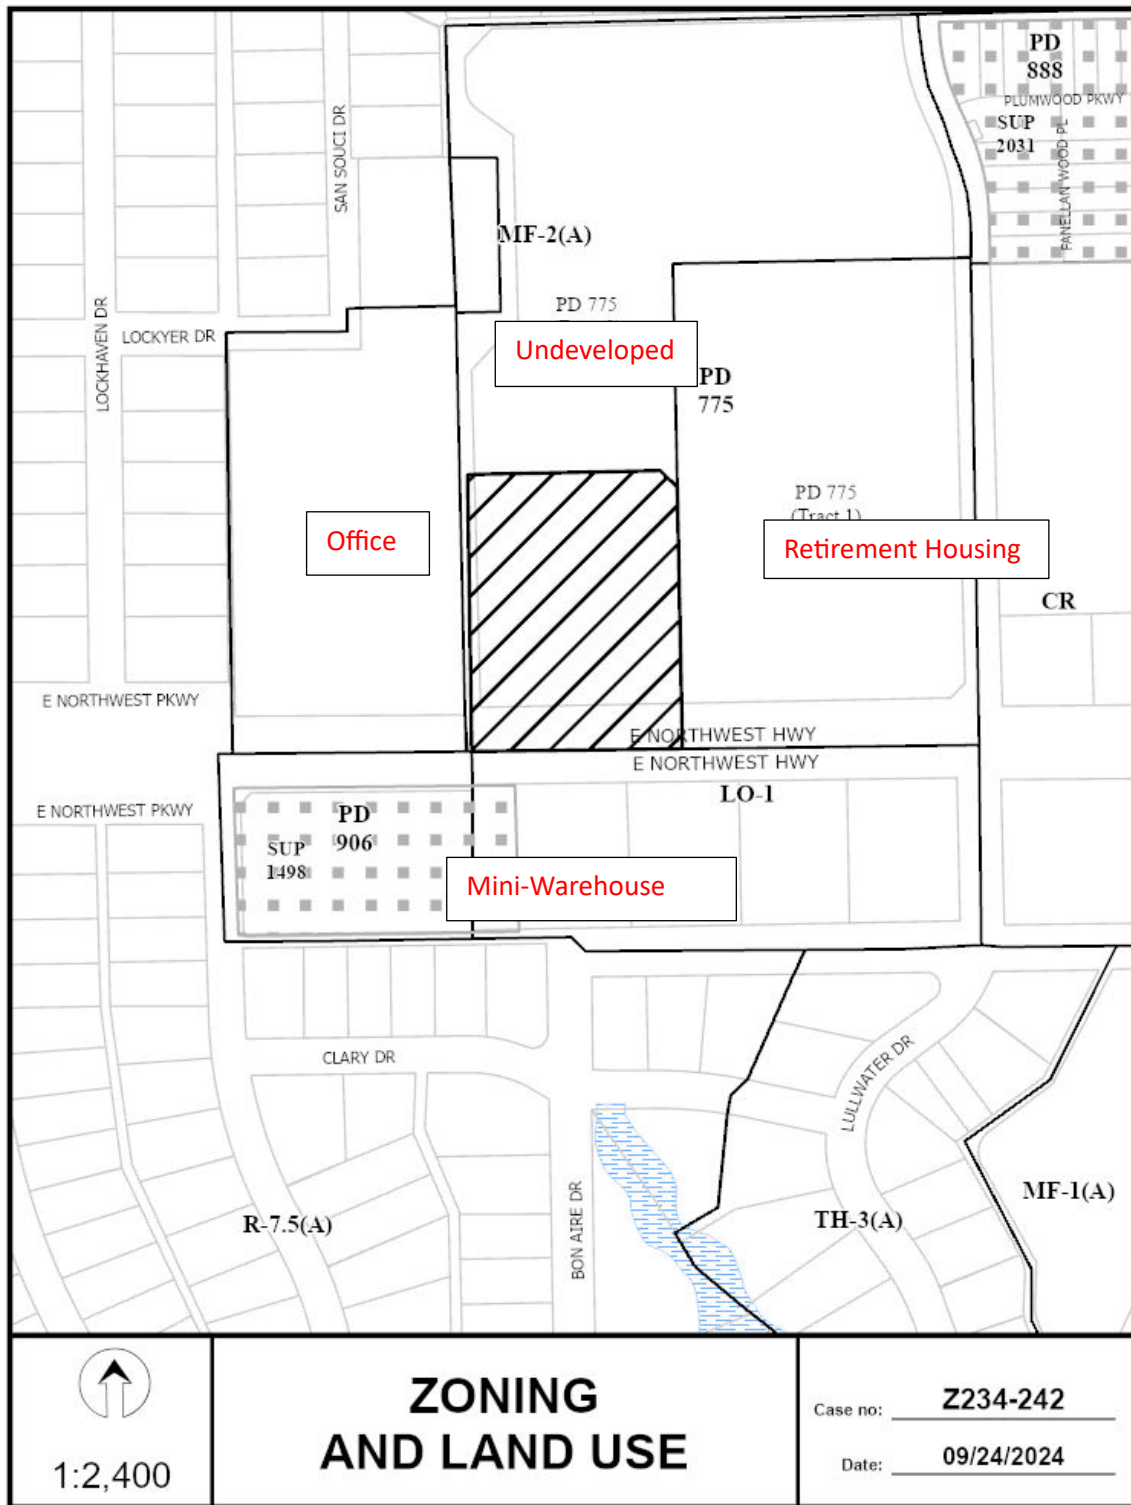 PD
888
PLUMWOOD PKWY
SUP
2031
FANELLAN WOOD PL
SAN SOUCI DR
MF-2(A)
LOCKHAVEN DR
LOCKYER DR
PD 775
Undeveloped
PD
775
PD 775
(Tract 1)
Office
Retirement Housing
CR
E NORTHWEST PKWY
E NORTHWEST HWY
E NORTHWEST HWY
LO-1
E NORTHWEST PKWY
PD
906
SUP
1498
Mini-Warehouse
CLARY DR
LULLWATER DR
BON AIRE DR
R-7.5(A)
TH-3(A)
MF-1(A)
1:2,400
ZONING
AND LAND USE
Case no: Z234-242
Date: 09/24/2024